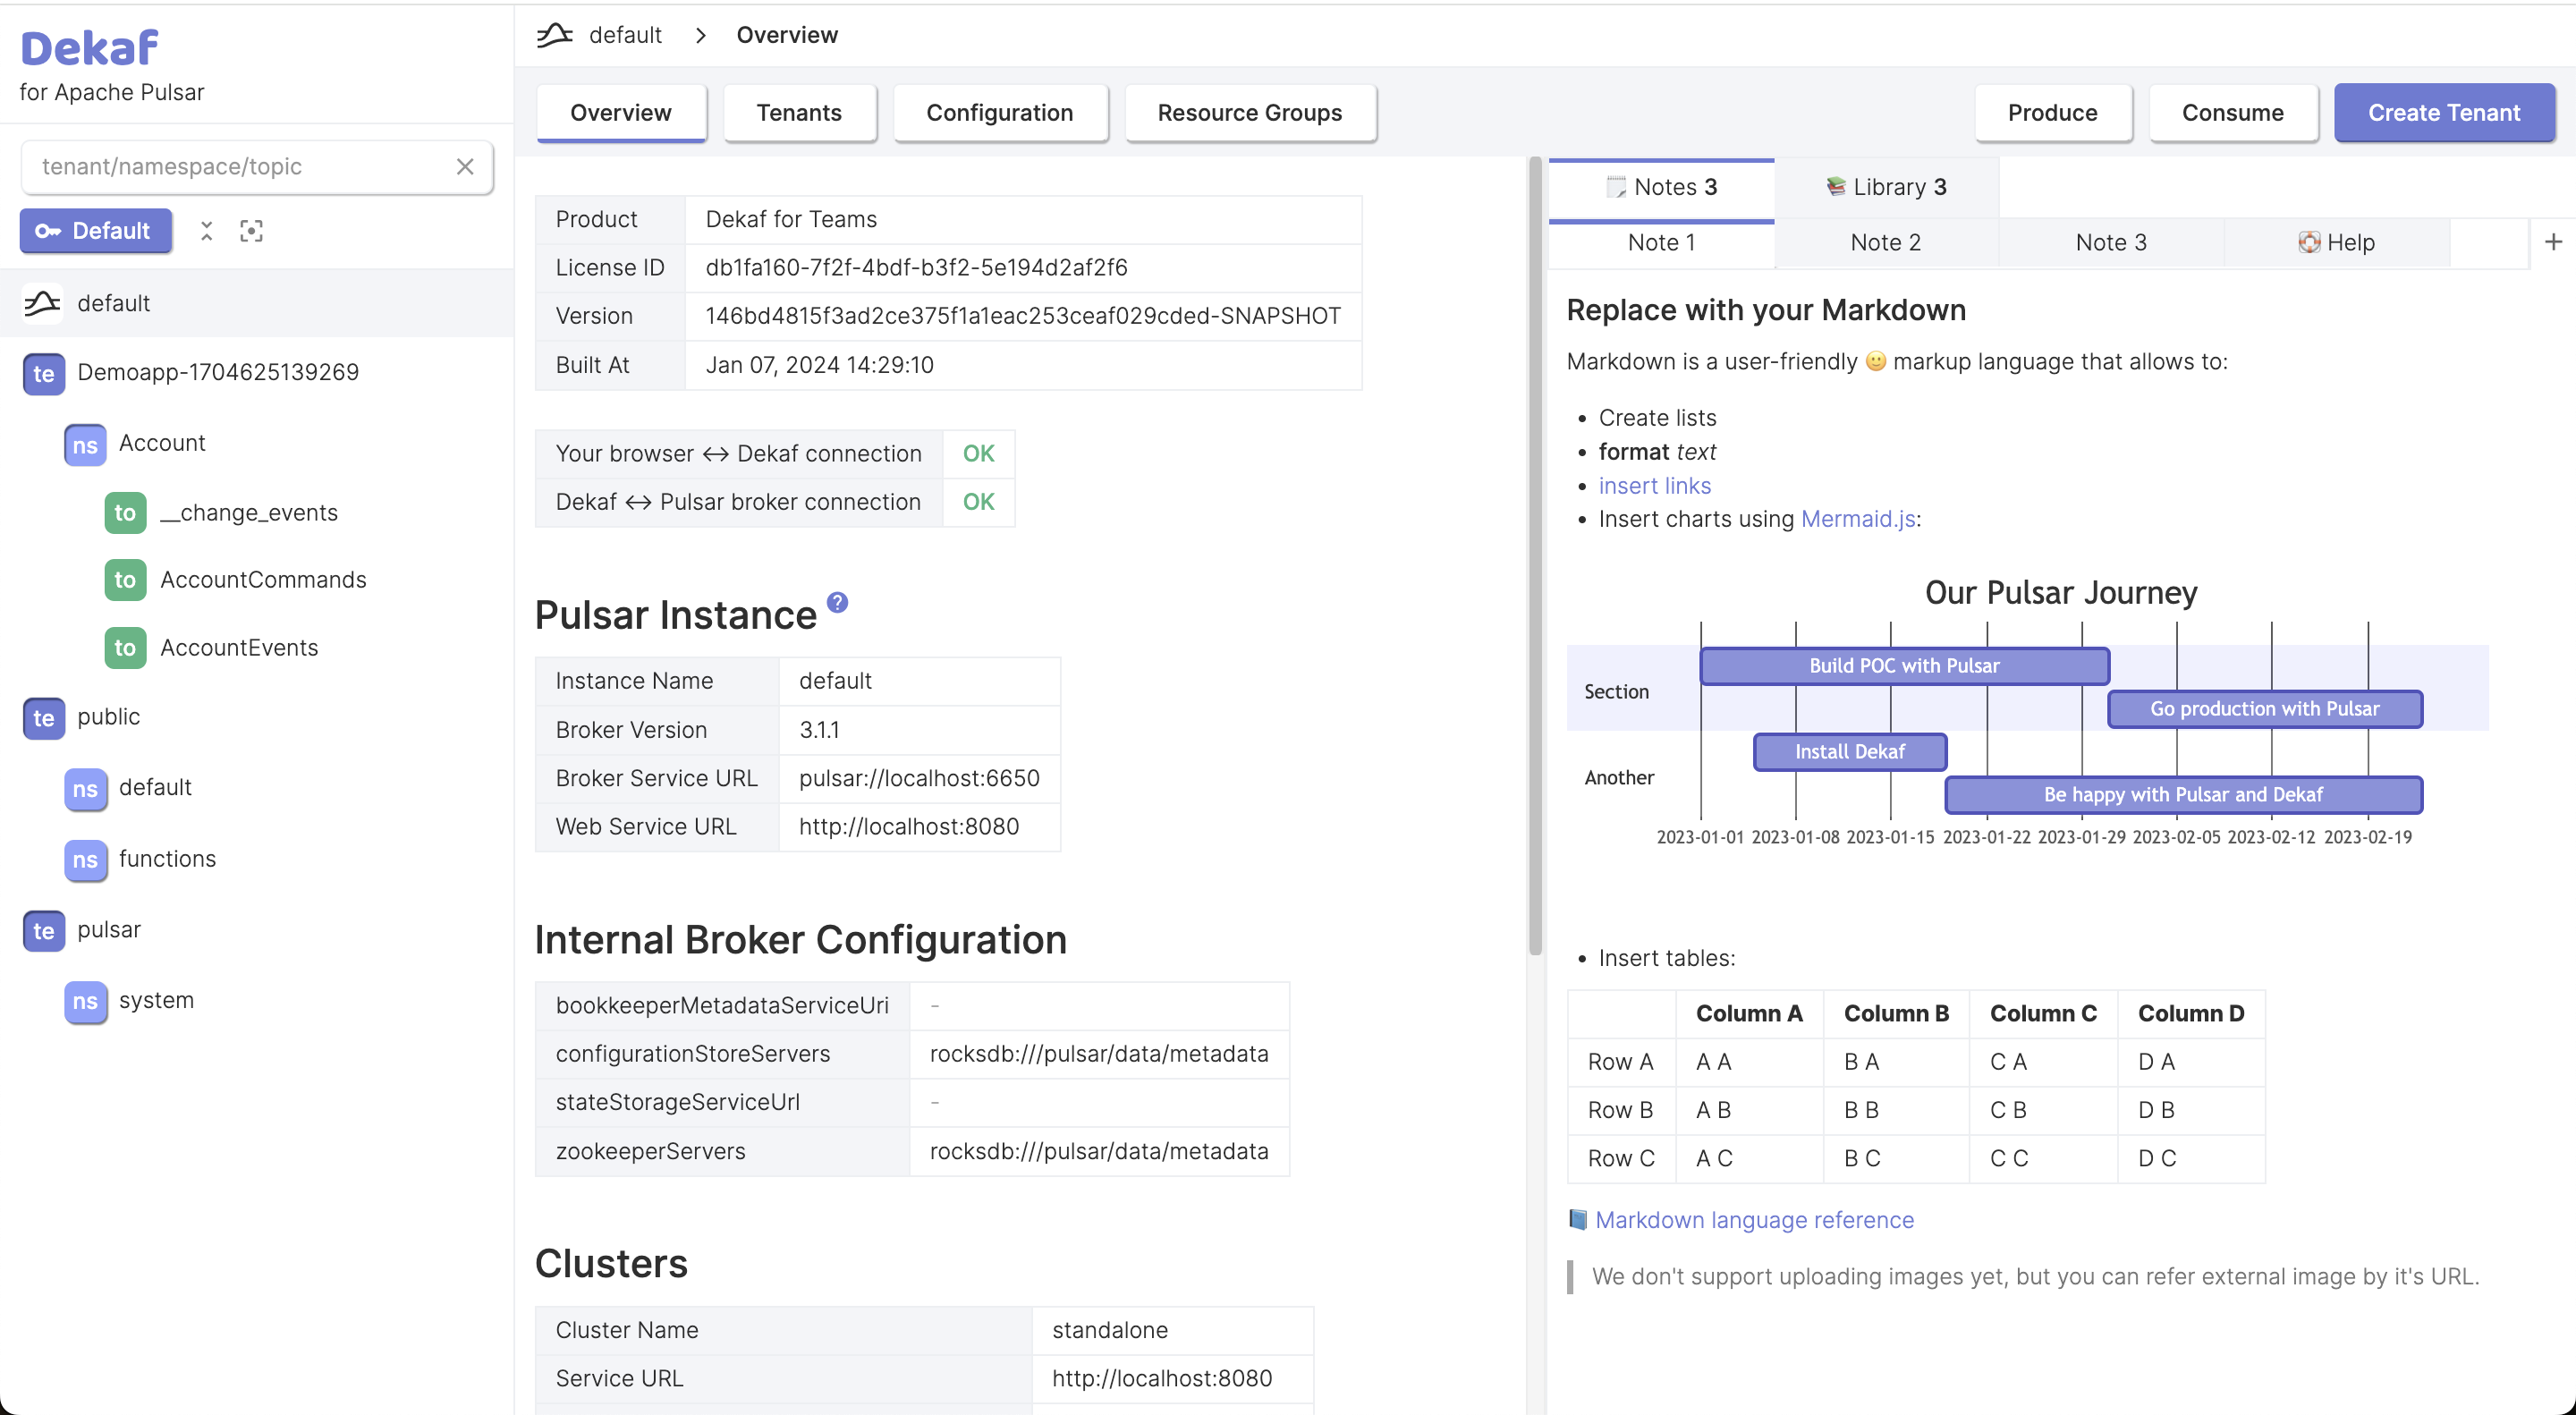 Dekaf
for Apache Pulsar
tenant/namespace/topic
Default
default
te Demoapp-1704625139269
ns Account
to __change_events
to AccountCommands
to AccountEvents
te public
ns default
ns functions
te pulsar
ns system
default > Overview
Overview Tenants Configuration Resource Groups
Produce Consume Create Tenant
Product Dekaf for Teams
License ID db1fa160-7f2f-4bdf-b3f2-5e194d2af2f6
Version 146bd4815f3ad2ce375f1a1eac253ceaf029cded-SNAPSHOT
Built At Jan 07, 2024 14:29:10
Your browser ↔ Dekaf connection OK
Dekaf ↔ Pulsar broker connection OK
Pulsar Instance ?
Instance Name default
Broker Version 3.1.1
Broker Service URL pulsar://localhost:6650
Web Service URL http://localhost:8080
Internal Broker Configuration
bookkeeperMetadataServiceUri -
configurationStoreServers rocksdb:///pulsar/data/metadata
stateStorageServiceUrl -
zookeeperServers rocksdb:///pulsar/data/metadata
Clusters
Cluster Name standalone
Service URL http://localhost:8080
Notes 3 Library 3
Note 1 Note 2 Note 3 Help +
Replace with your Markdown
Markdown is a user-friendly 🙂 markup language that allows to:
• Create lists
• format text
• insert links
• Insert charts using Mermaid.js:
Our Pulsar Journey
Build POC with Pulsar
Section
Go production with Pulsar
Install Dekaf
Another
Be happy with Pulsar and Dekaf
2023-01-01 2023-01-08 2023-01-15 2023-01-22 2023-01-29 2023-02-05 2023-02-12 2023-02-19
• Insert tables:
Column A Column B Column C Column D
Row A A A B A C A D A
Row B A B B B C B D B
Row C A C B C C C D C
Markdown language reference
We don't support uploading images yet, but you can refer external image by it's URL.